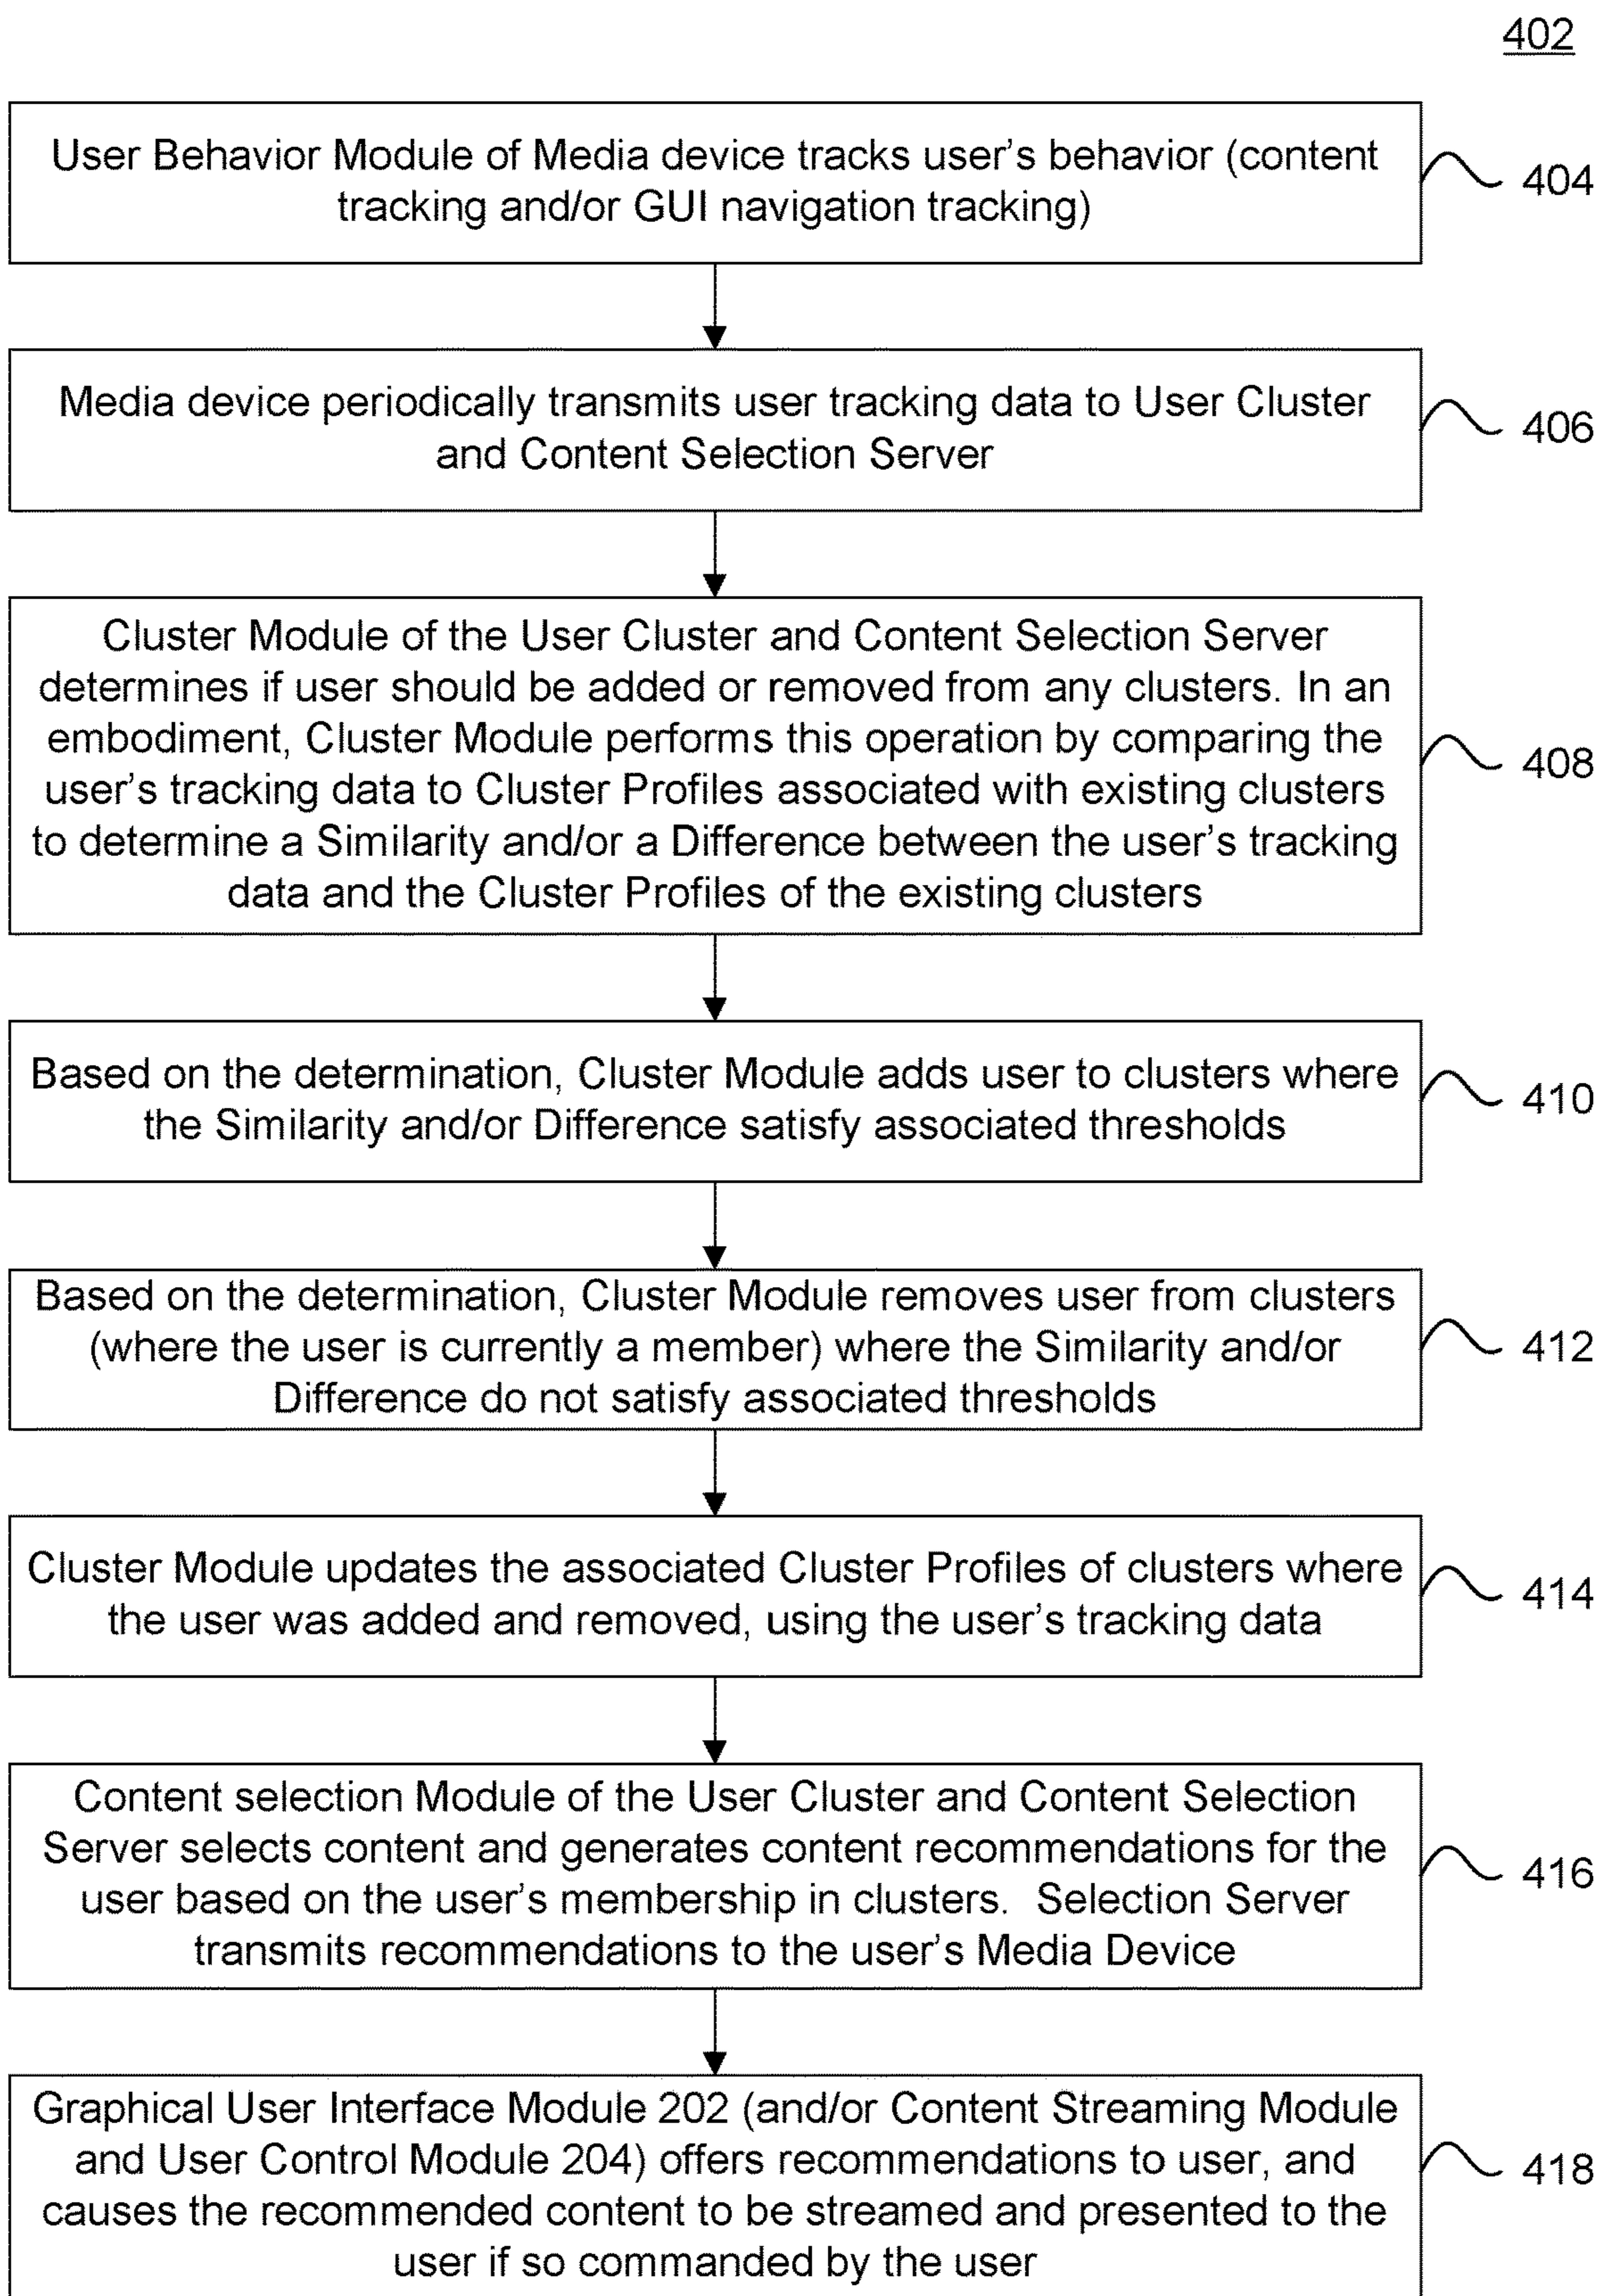 402
User Behavior Module of Media device tracks user's behavior (content
tracking and/or GUI navigation tracking)
404
Media device periodically transmits user tracking data to User Cluster
and Content Selection Server
406
Cluster Module of the User Cluster and Content Selection Server
determines if user should be added or removed from any clusters. In an
embodiment, Cluster Module performs this operation by comparing the
user's tracking data to Cluster Profiles associated with existing clusters
to determine a Similarity and/or a Difference between the user's tracking
data and the Cluster Profiles of the existing clusters
408
Based on the determination, Cluster Module adds user to clusters where
the Similarity and/or Difference satisfy associated thresholds
410
Based on the determination, Cluster Module removes user from clusters
(where the user is currently a member) where the Similarity and/or
Difference do not satisfy associated thresholds
412
Cluster Module updates the associated Cluster Profiles of clusters where
the user was added and removed, using the user's tracking data
414
Content selection Module of the User Cluster and Content Selection
Server selects content and generates content recommendations for the
user based on the user's membership in clusters.  Selection Server
transmits recommendations to the user's Media Device
416
Graphical User Interface Module 202 (and/or Content Streaming Module
and User Control Module 204) offers recommendations to user, and
causes the recommended content to be streamed and presented to the
user if so commanded by the user
418